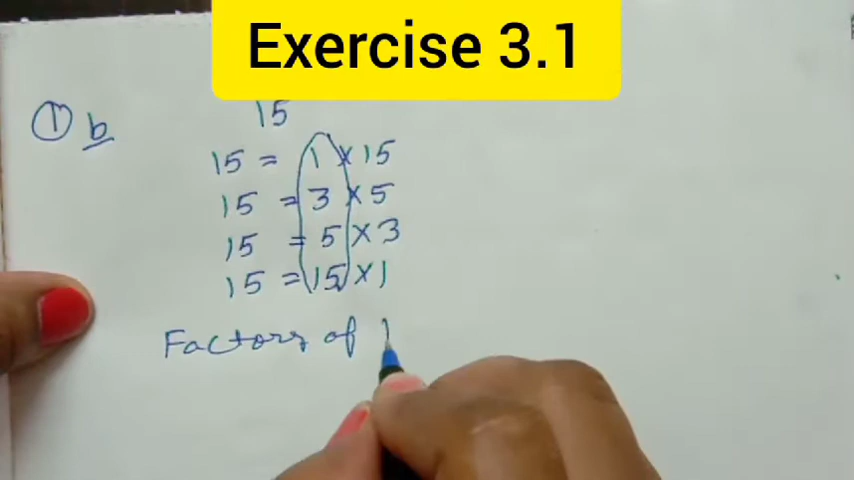 Exercise 3.1
① b 15
15 = 1 × 15
15 = 3 × 5
15 = 5 × 3
15 = 15 × 1
Factors of 1